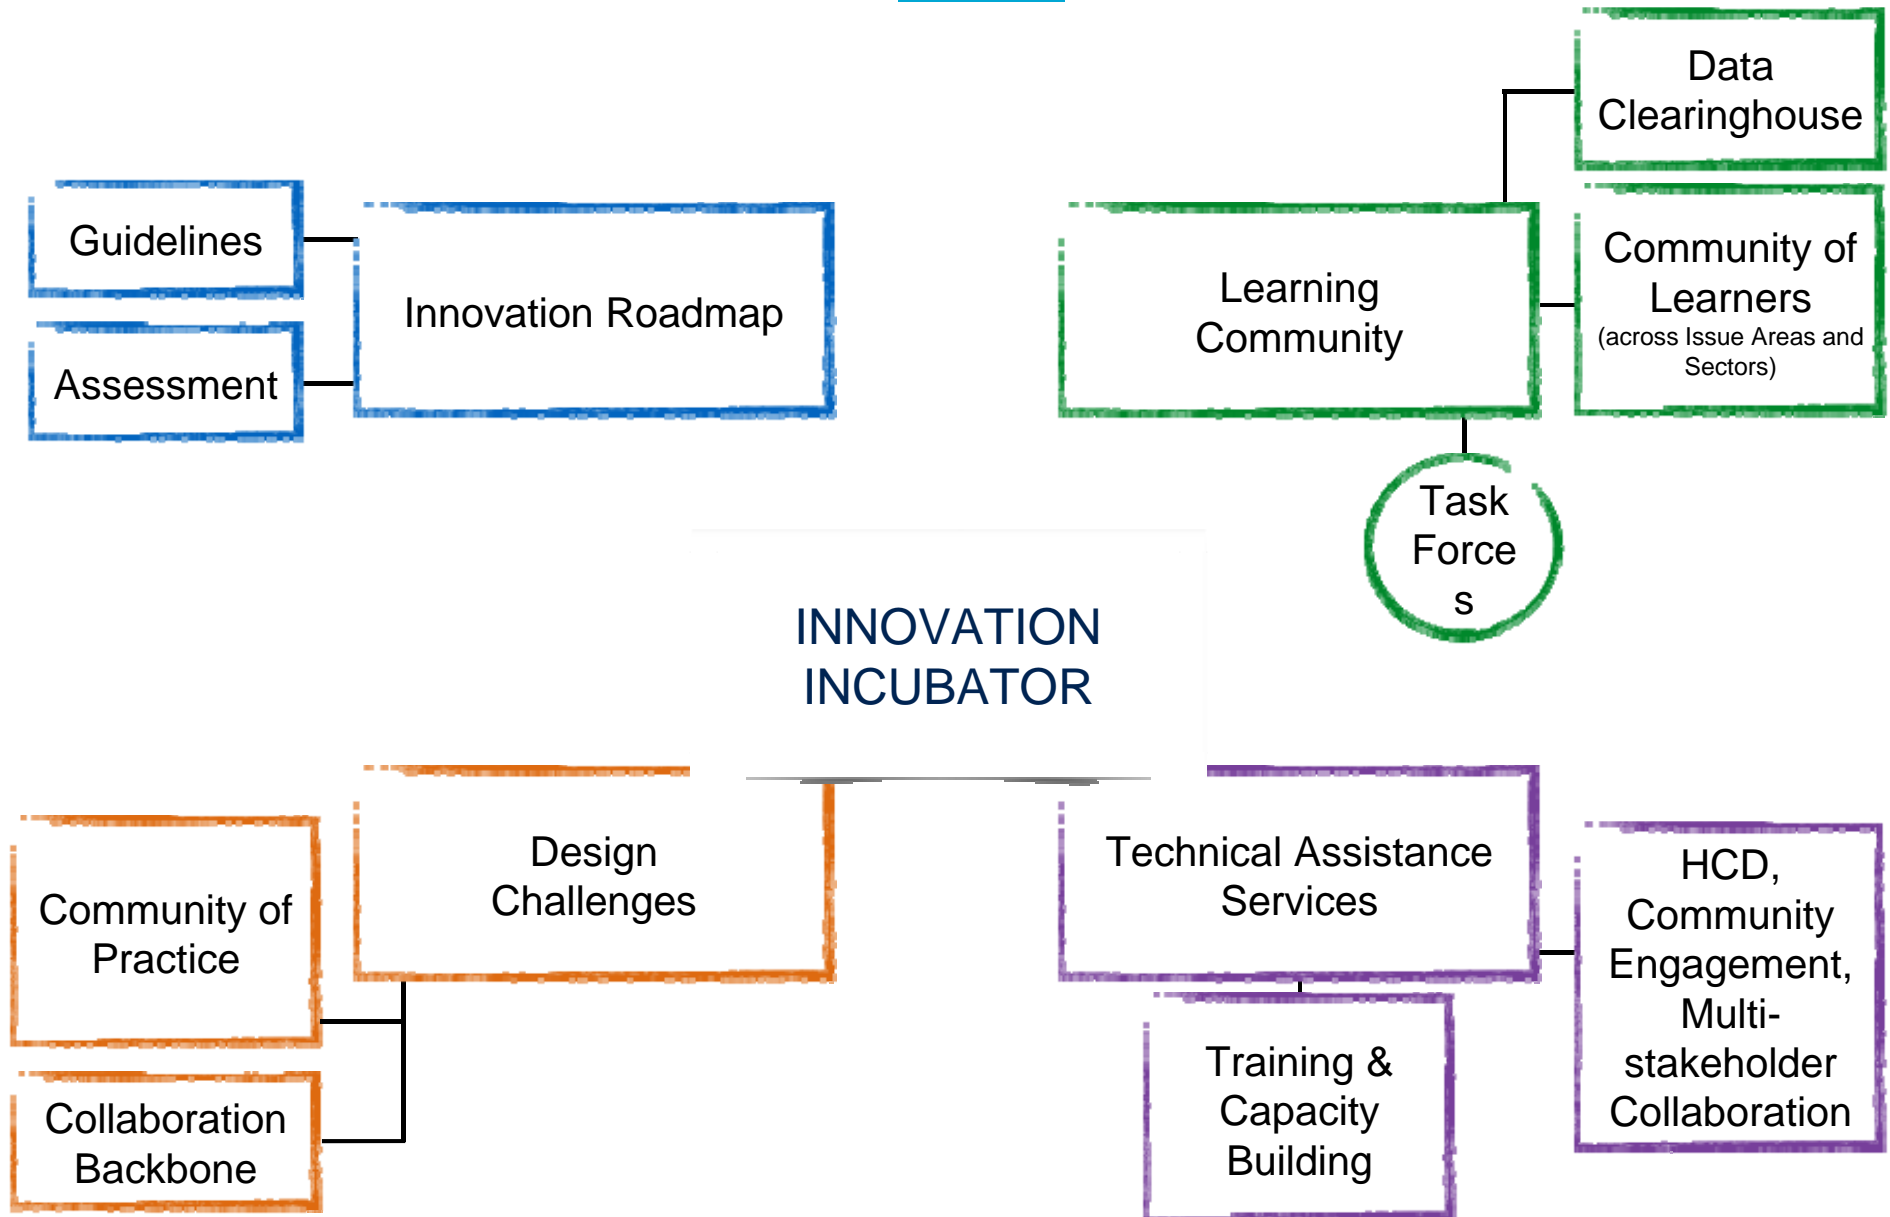 Data
Clearinghouse
Guidelines
Assessment
Innovation Roadmap
Learning
Community
Community of
Learners
(across Issue Areas and
Sectors)
Task
Force
s
INNOVATION
INCUBATOR
Community of
Practice
Collaboration
Backbone
Design
Challenges
Technical Assistance
Services
Training &
Capacity
Building
HCD,
Community
Engagement,
Multi-
stakeholder
Collaboration